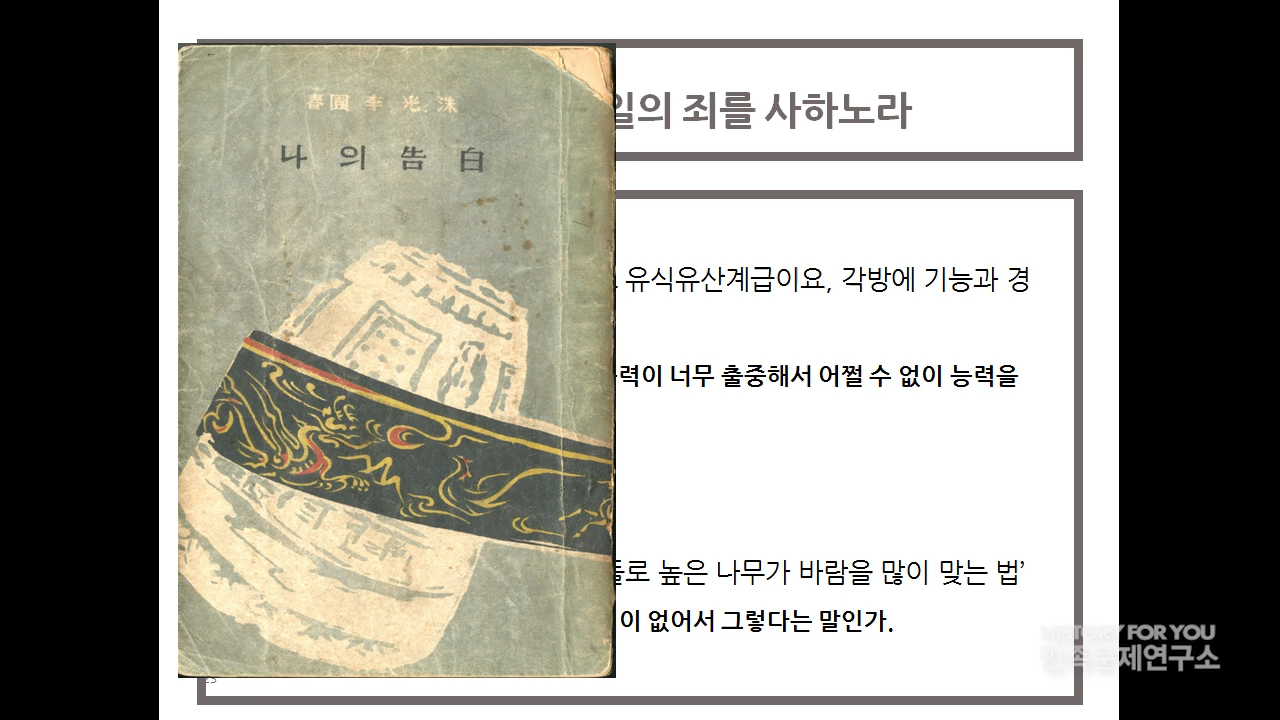 春園 李光洙
나의 告白
일의 죄를 사하노라
유식유산계급이요, 각방에 기능과 경
력이 너무 출중해서 어쩔 수 없이 능력을
들로 높은 나무가 바람을 많이 맞는 법’
이 없어서 그렇다는 말인가.
HISTORY FOR YOU
민족문제연구소
23